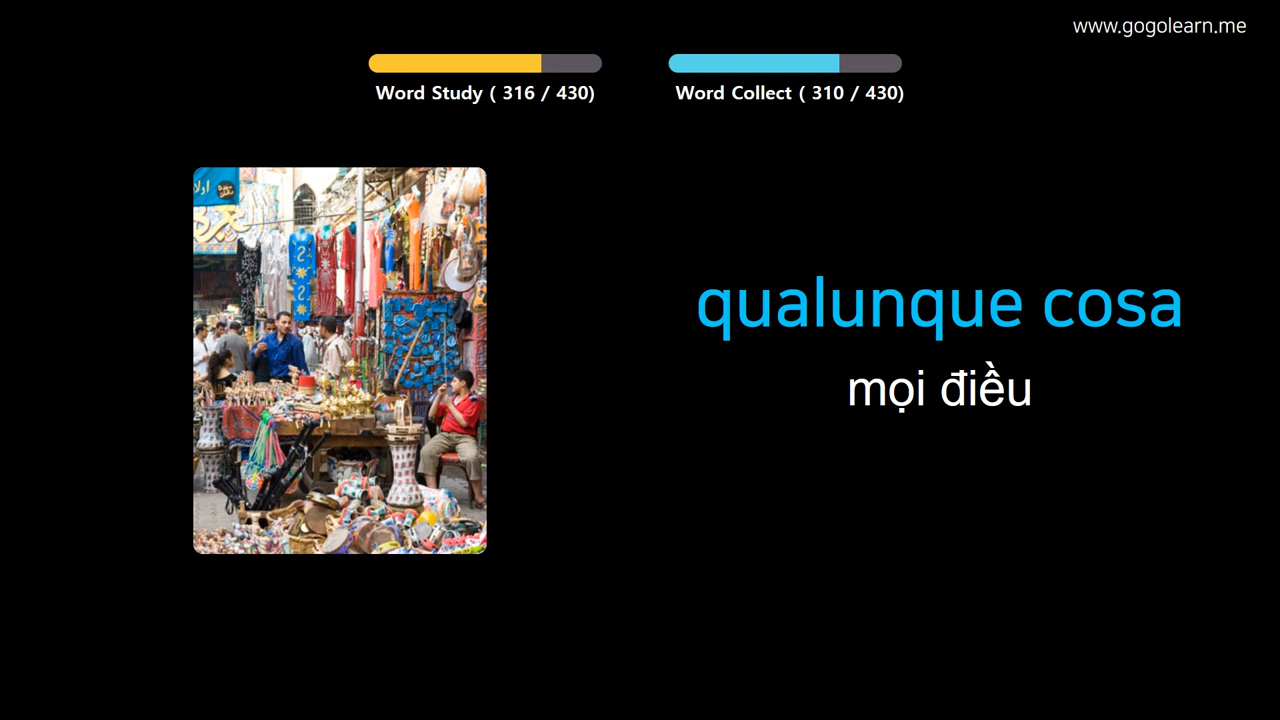 www.gogolearn.me
Word Study ( 316 / 430)
Word Collect ( 310 / 430)
qualunque cosa
mọi điều